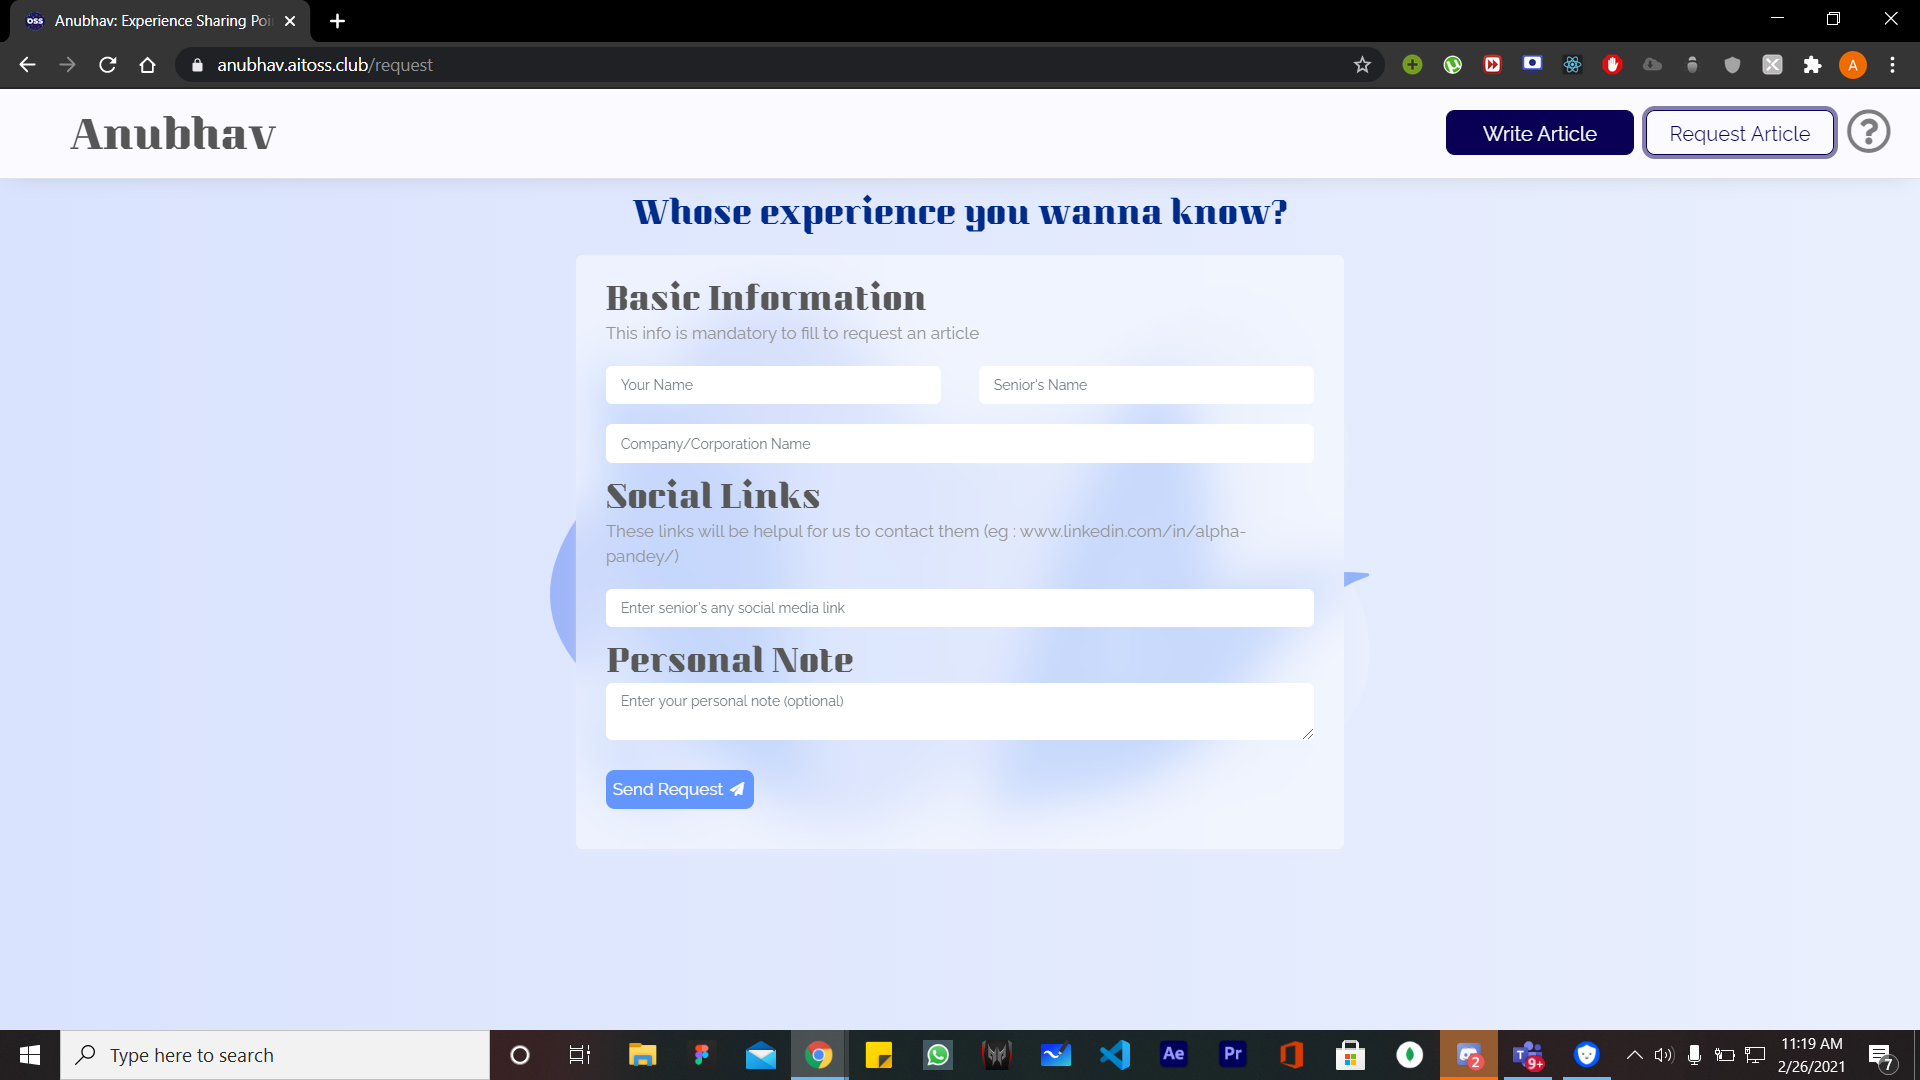 OSS Anubhav: Experience Sharing Poi
anubhav.aitoss.club/request
A
Anubhav
Write Article
Request Article
?
Whose experience you wanna know?
Basic Information
This info is mandatory to fill to request an article
Your Name
Senior's Name
Company/Corporation Name
Social Links
These links will be helpul for us to contact them (eg : www.linkedin.com/in/alpha-
pandey/)
Enter senior's any social media link
Personal Note
Enter your personal note (optional)
Send Request
Type here to search
Ae
Pr
2
T
9+
11:19 AM
2/26/2021
7